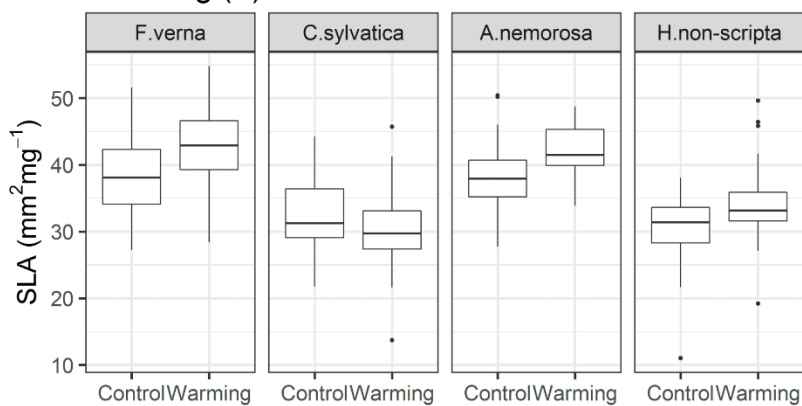 F.verna C.sylvatica A.nemorosa H.non-scripta
SLA (mm²mg⁻¹)
50
40
30
20
10
Control Warming Control Warming Control Warming Control Warming